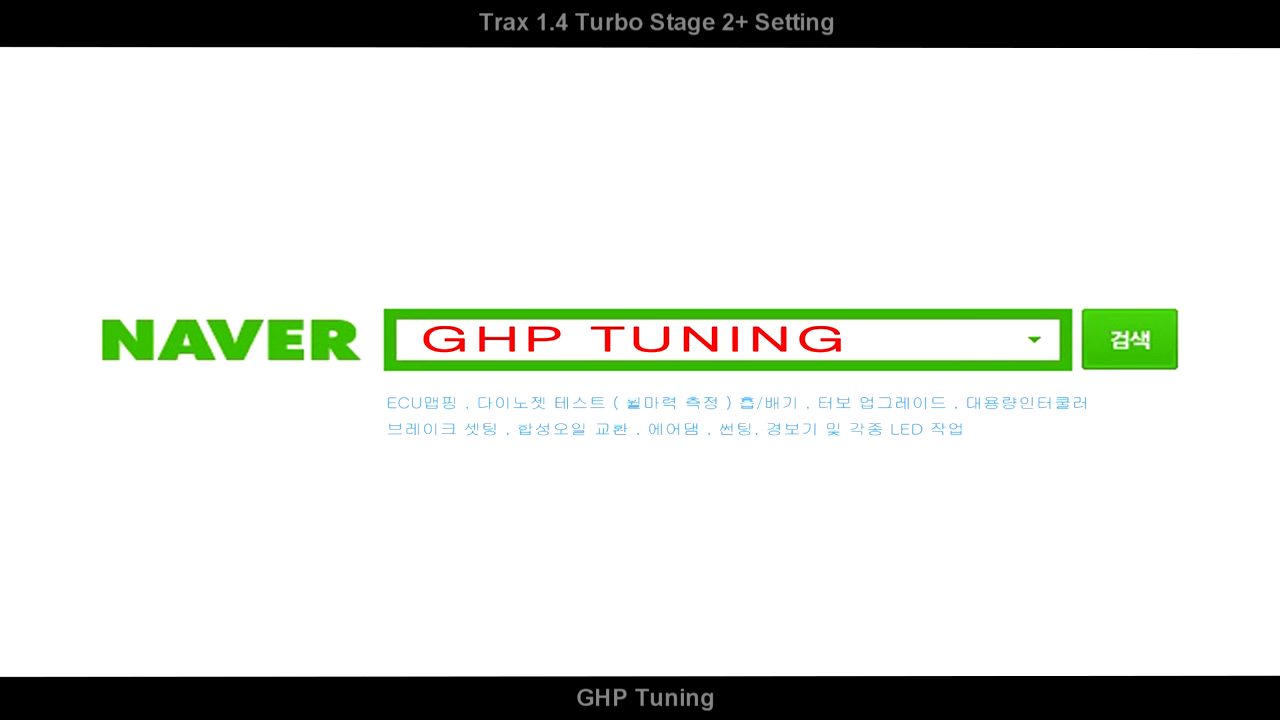 Trax 1.4 Turbo Stage 2+ Setting
NAVER GHP TUNING 검색
ECU맵핑 , 다이노젯 테스트 ( 휠마력 측정 ) 흡/배기 , 터보 업그레이드 , 대용량인터쿨러
브레이크 셋팅 , 합성오일 교환 , 에어댐 , 썬팅, 경보기 및 각종 LED 작업
GHP Tuning